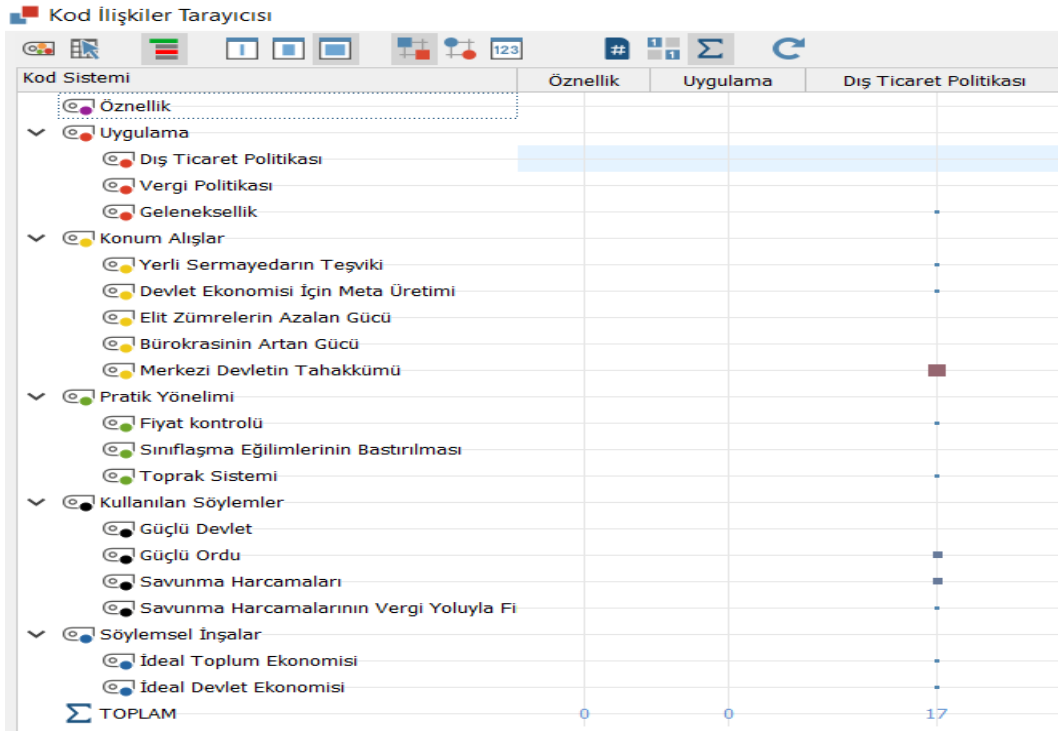 Kod İlişkiler Tarayıcısı
123 # 1 1 Σ
Kod Sistemi Öznellik Uygulama Dış Ticaret Politikası
Öznellik
Uygulama
Dış Ticaret Politikası
Vergi Politikası
Geleneksellik
Konum Alışlar
Yerli Sermayedarın Teşviki
Devlet Ekonomisi İçin Meta Üretimi
Elit Zümrelerin Azalan Gücü
Bürokrasinin Artan Gücü
Merkezi Devletin Tahakkümü
Pratik Yönelimi
Fiyat kontrolü
Sınıflaşma Eğilimlerinin Bastırılması
Toprak Sistemi
Kullanılan Söylemler
Güçlü Devlet
Güçlü Ordu
Savunma Harcamaları
Savunma Harcamalarının Vergi Yoluyla Fi
Söylemsel İnşalar
İdeal Toplum Ekonomisi
İdeal Devlet Ekonomisi
Σ TOPLAM 0 0 17